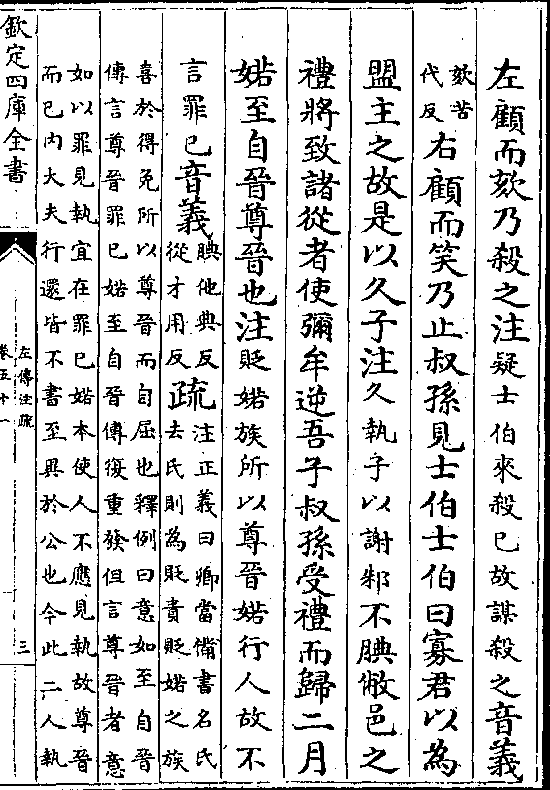 左顧而欬乃殺之注疑士伯來殺已故謀殺之音義
欬苦
代反右顧而笑乃止叔孫見士伯士伯曰寡君以為
盟主之故是以久子注久執子以謝邾不腆敝邑之
禮將致諸從者使彌牟逆吾子叔孫受禮而歸二月
婼至自晉尊晉也注貶婼族所以尊晉婼行人故不
言罪已音義腆他典反
從才用反疏注正義曰卿當備書名氏
去氏則為貶責貶婼之族
喜於得免所以尊晉而自屈也釋例曰意如至自晉
傳言尊晉罪已婼至自晉傳復重發但言尊晉者意
如以罪見執宜在罪已婼本使人不應見執故尊晉
而已内大夫行還皆不書至異於公也今此二人執
欽定四庫全書
左傳注疏
卷五十一
三